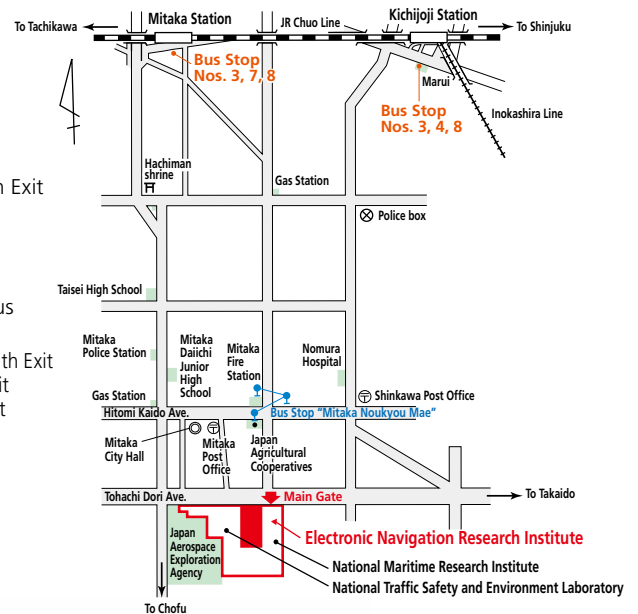 Mitaka Station
Kichijoji Station
To Tachikawa
JR Chuo Line
To Shinjuku
Bus Stop
Nos. 3, 7, 8
Marui
Bus Stop
Nos. 3, 4, 8
Inokashira Line
Hachiman
shrine
Gas Station
h Exit
Police box
Taisei High School
us
Mitaka
Police Station
Mitaka
Daiichi
Junior
High
School
Mitaka
Fire
Station
Nomura
Hospital
th Exit
it
t
Gas Station
Shinkawa Post Office
Hitomi Kaido Ave.
Bus Stop “Mitaka Noukyou Mae”
Mitaka
City Hall
Mitaka
Post
Office
Japan
Agricultural
Cooperatives
Tohachi Dori Ave.
Main Gate
To Takaido
Japan
Aerospace
Exploration
Agency
Electronic Navigation Research Institute
National Maritime Research Institute
National Traffic Safety and Environment Laboratory
To Chofu